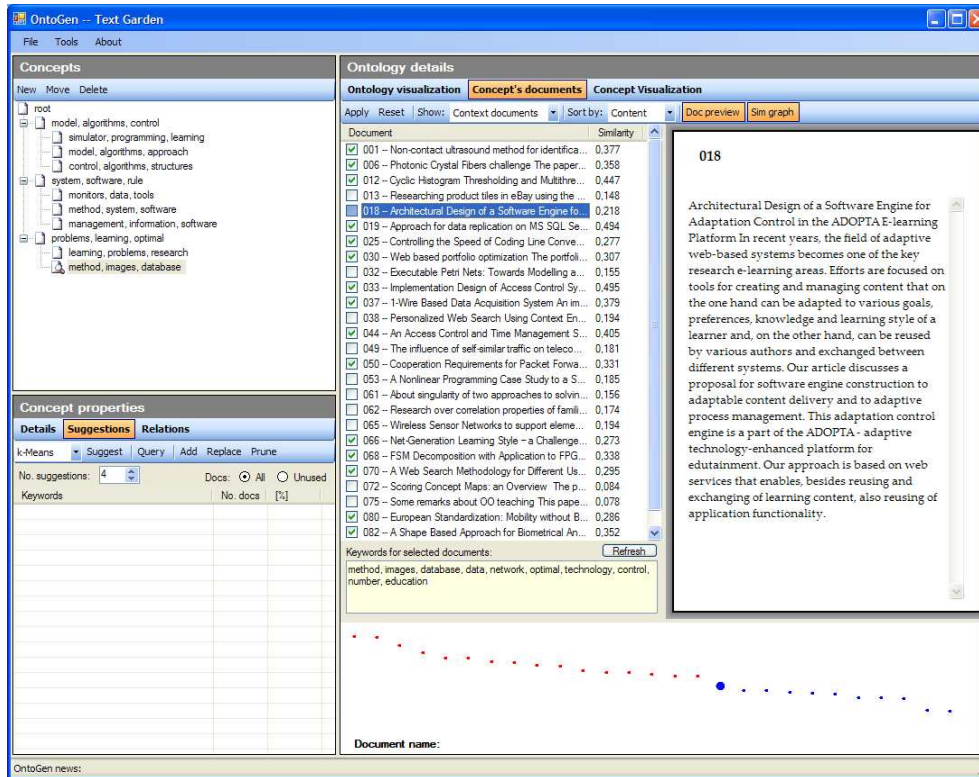 OntoGen -- Text Garden
File Tools About
Concepts
New Move Delete
root
model, algorithms, control
simulator, programming, learning
model, algorithms, approach
control, algorithms, structures
system, software, rule
monitors, data, tools
method, system, software
management, information, software
problems, learning, optimal
learning, problems, research
method, images, database
Concept properties
Details Suggestions Relations
k-Means Suggest Query Add Replace Prune
No. suggestions: 4 Docs: All Unused
Keywords No. docs [%]
Ontology details
Ontology visualization Concept's documents Concept Visualization
Apply Reset Show: Context documents Sort by: Content Doc preview Sim graph
Document Similarity
001 -- Non-contact ultrasound method for identifica... 0,377
006 -- Photonic Crystal Fibers challenge The paper... 0,358
012 -- Cyclic Histogram Thresholding and Multithre... 0,447
013 -- Researching product tiles in eBay using the ... 0,148
018 -- Architectural Design of a Software Engine fo... 0,218
019 -- Approach for data replication on MS SQL Se... 0,494
025 -- Controlling the Speed of Coding Line Conve... 0,277
030 -- Web based portfolio optimization The portfoli... 0,307
032 -- Executable Petri Nets: Towards Modelling a... 0,155
033 -- Implementation Design of Access Control Sy... 0,495
037 -- 1-Wire Based Data Acquisition System An im... 0,379
038 -- Personalized Web Search Using Context En... 0,194
044 -- An Access Control and Time Management S... 0,405
049 -- The influence of self-similar traffic on teleco... 0,181
050 -- Cooperation Requirements for Packet Forwa... 0,331
053 -- A Nonlinear Programming Case Study to a S... 0,185
061 -- About singularity of two approaches to solvin... 0,156
062 -- Research over correlation properties of famili... 0,174
065 -- Wireless Sensor Networks to support eleme... 0,194
066 -- Net-Generation Learning Style – a Challenge... 0,273
068 -- FSM Decomposition with Application to FPG... 0,338
070 -- A Web Search Methodology for Different Us... 0,295
072 -- Scoring Concept Maps: an Overview The p... 0,084
075 -- Some remarks about OO teaching This pape... 0,078
080 -- European Standardization: Mobility without B... 0,286
082 -- A Shape Based Approach for Biometrical An... 0,352
Keywords for selected documents: Refresh
method, images, database, data, network, optimal, technology, control,
number, education
018
Architectural Design of a Software Engine for
Adaptation Control in the ADOPTA E-learning
Platform In recent years, the field of adaptive
web-based systems becomes one of the key
research e-learning areas. Efforts are focused on
tools for creating and managing content that on
the one hand can be adapted to various goals,
preferences, knowledge and learning style of a
learner and, on the other hand, can be reused
by various authors and exchanged between
different systems. Our article discusses a
proposal for software engine construction to
adaptable content delivery and to adaptive
process management. This adaptation control
engine is a part of the ADOPTA - adaptive
technology-enhanced platform for
edutainment. Our approach is based on web
services that enables, besides reusing and
exchanging of learning content, also reusing of
application functionality.
Document name:
OntoGen news: